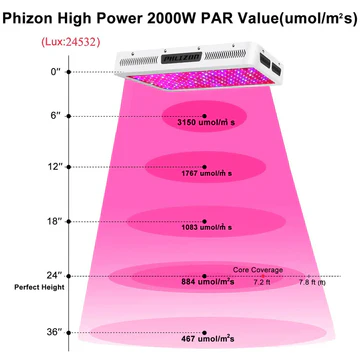 Phizon High Power 2000W PAR Value(umol/m²s)
(Lux:24532)
PHLIZON
0″
6″
3150 umol/m² s
12″
1767 umol/m² s
18″
1083 umol/m² s
Core Coverage
24″
884 umol/m²s
7.2 ft
7.8 ft (ft)
Perfect Height
36″
467 umol/m²s